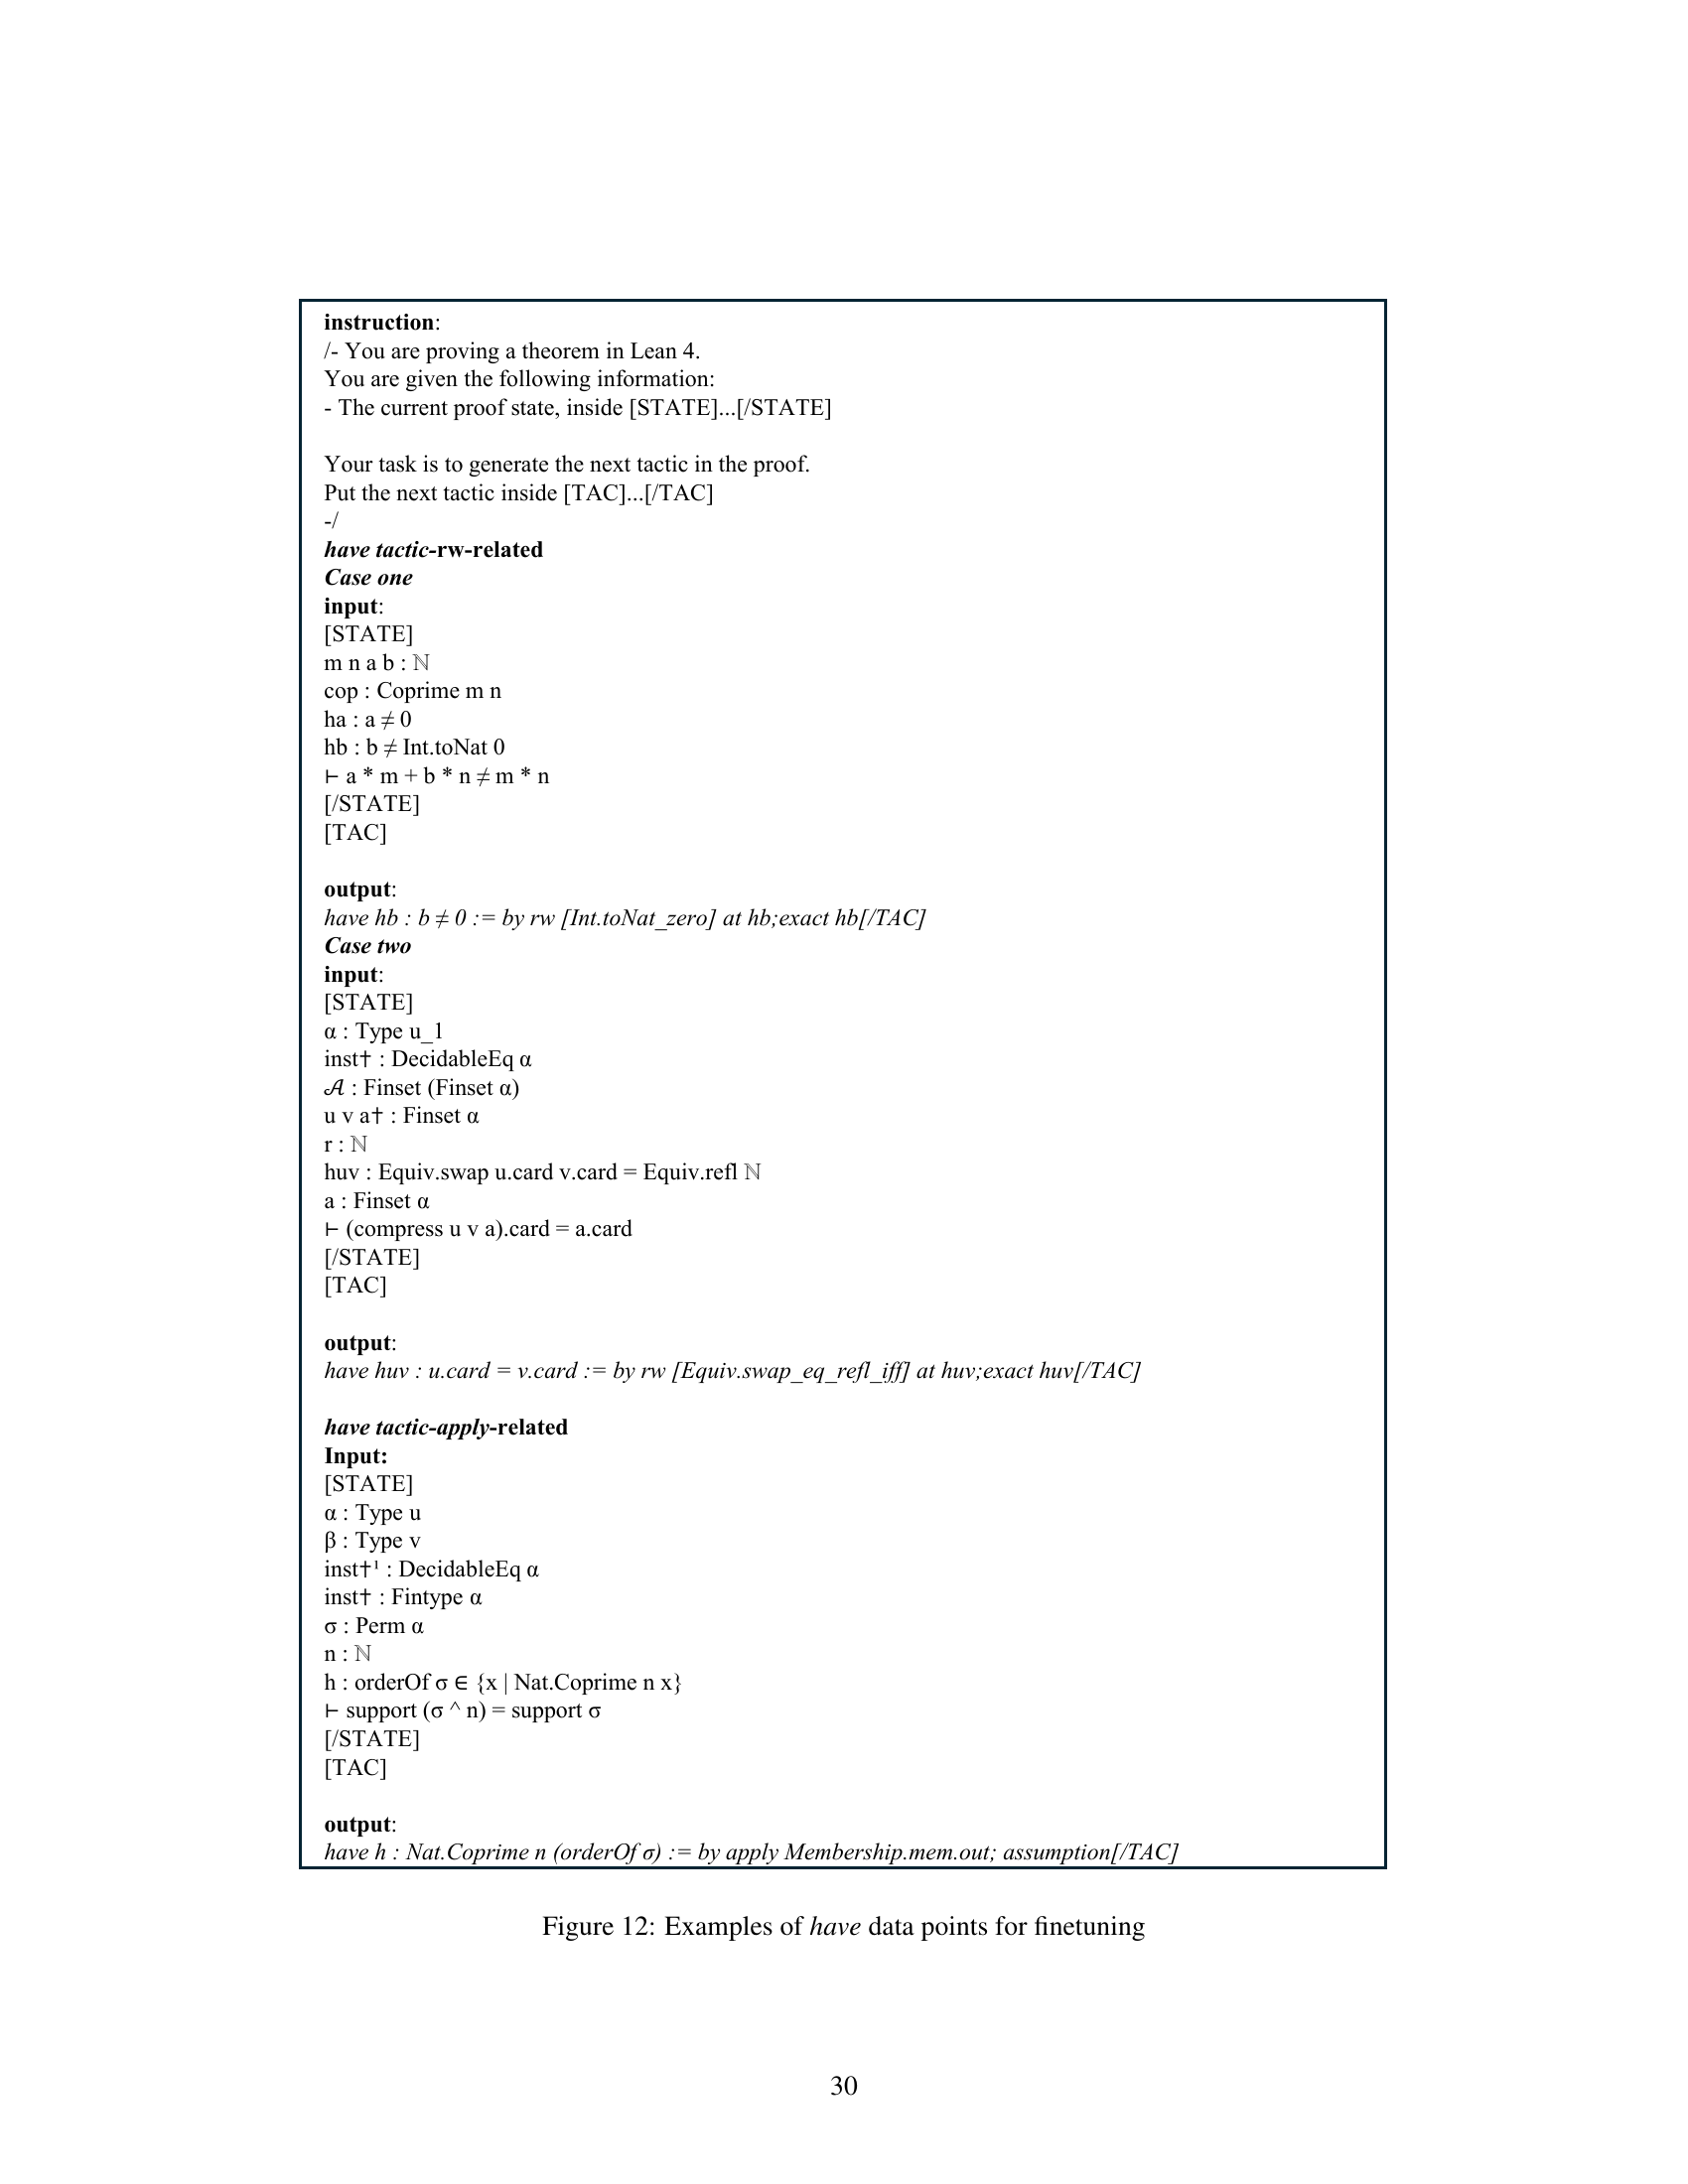 instruction:
/- You are proving a theorem in Lean 4.
You are given the following information:
- The current proof state, inside [STATE]...[/STATE]
Your task is to generate the next tactic in the proof.
Put the next tactic inside [TAC]...[/TAC]
-/
have tactic-rw-related
Case one
input:
[STATE]
m n a b : ℕ
cop : Coprime m n
ha : a ≠ 0
hb : b ≠ Int.toNat 0
⊢ a * m + b * n ≠ m * n
[/STATE]
[TAC]
output:
have hb : b ≠ 0 := by rw [Int.toNat_zero] at hb;exact hb[/TAC]
Case two
input:
[STATE]
α : Type u_1
inst† : DecidableEq α
𝓐 : Finset (Finset α)
u v a† : Finset α
r : ℕ
huv : Equiv.swap u.card v.card = Equiv.refl ℕ
a : Finset α
⊢ (compress u v a).card = a.card
[/STATE]
[TAC]
output:
have huv : u.card = v.card := by rw [Equiv.swap_eq_refl_iff] at huv;exact huv[/TAC]
have tactic-apply-related
Input:
[STATE]
α : Type u
β : Type v
inst†¹ : DecidableEq α
inst† : Fintype α
σ : Perm α
n : ℕ
h : orderOf σ ∈ {x | Nat.Coprime n x}
⊢ support (σ ^ n) = support σ
[/STATE]
[TAC]
output:
have h : Nat.Coprime n (orderOf σ) := by apply Membership.mem.out; assumption[/TAC]
Figure 12: Examples of have data points for finetuning
30